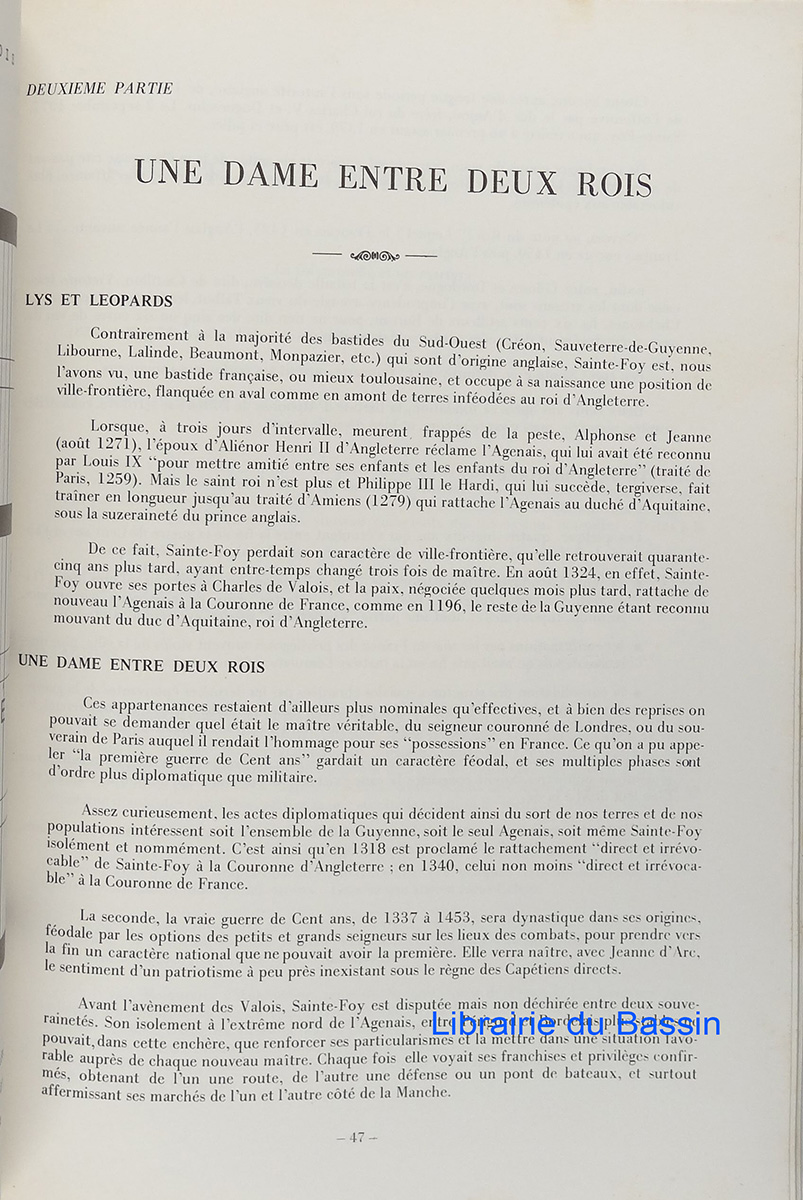 DEUXIEME PARTIE
UNE DAME ENTRE DEUX ROIS
LYS ET LEOPARDS
Contrairement à la majorité des bastides du Sud-Ouest (Créon, Sauveterre-de-Guyenne,
Libourne, Lalinde, Beaumont, Monpazier, etc.) qui sont d'origine anglaise, Sainte-Foy est, nous
l'avons vu, une bastide française, ou mieux toulousaine, et occupe à sa naissance une position de
ville-frontière, flanquée en aval comme en amont de terres inféodées au roi d'Angleterre.
Lorsque, à trois jours d'intervalle, meurent frappés de la peste, Alphonse et Jeanne
(août 1271), l'époux d'Aliénor Henri II d'Angleterre réclame l'Agenais, qui lui avait été reconnu
par Louis IX "pour mettre amitié entre ses enfants et les enfants du roi d'Angleterre" (traité de
Paris, 1259). Mais le saint roi n'est plus et Philippe III le Hardi, qui lui succède, tergiverse, fait
traîner en longueur jusqu'au traité d'Amiens (1279) qui rattache l'Agenais au duché d'Aquitaine,
sous la suzeraineté du prince anglais.
De ce fait, Sainte-Foy perdait son caractère de ville-frontière, qu'elle retrouverait quarante-
cinq ans plus tard, ayant entre-temps changé trois fois de maître. En août 1324, en effet, Sainte-
Foy ouvre ses portes à Charles de Valois, et la paix, négociée quelques mois plus tard, rattache de
nouveau l'Agenais à la Couronne de France, comme en 1196, le reste de la Guyenne étant reconnu
mouvant du duc d'Aquitaine, roi d'Angleterre.
UNE DAME ENTRE DEUX ROIS
Ces appartenances restaient d'ailleurs plus nominales qu'effectives, et à bien des reprises on
pouvait se demander quel était le maître véritable, du seigneur couronné de Londres, ou du sou-
verain de Paris auquel il rendait l'hommage pour ses "possessions" en France. Ce qu'on a pu appe-
ler "la première guerre de Cent ans" gardait un caractère féodal, et ses multiples phases sont
d'ordre plus diplomatique que militaire.
Assez curieusement, les actes diplomatiques qui décident ainsi du sort de nos terres et de nos
populations intéressent soit l'ensemble de la Guyenne, soit le seul Agenais, soit même Sainte-Foy
isolément et nommément. C'est ainsi qu'en 1318 est proclamé le rattachement "direct et irrévo-
cable" de Sainte-Foy à la Couronne d'Angleterre ; en 1340, celui non moins "direct et irrévoca-
ble" à la Couronne de France.
La seconde, la vraie guerre de Cent ans, de 1337 à 1453, sera dynastique dans ses origines,
féodale par les options des petits et grands seigneurs sur les lieux des combats, pour prendre vers
la fin un caractère national que ne pouvait avoir la première. Elle verra naître, avec Jeanne d'Arc,
le sentiment d'un patriotisme à peu près inexistant sous le règne des Capétiens directs.
Avant l'avènement des Valois, Sainte-Foy est disputée mais non déchirée entre deux souve-
rainetés. Son isolement à l'extrême nord de l'Agenais,
Librairie du Bassin
pouvait, dans cette enchère, que renforcer ses particularismes et la mettre dans une situation favo-
rable auprès de chaque nouveau maître. Chaque fois elle voyait ses franchises et privilèges confir-
més, obtenant de l'un une route, de l'autre une défense ou un pont de bateaux, et surtout
affermissant ses marchés de l'un et l'autre côté de la Manche.
- 47 -